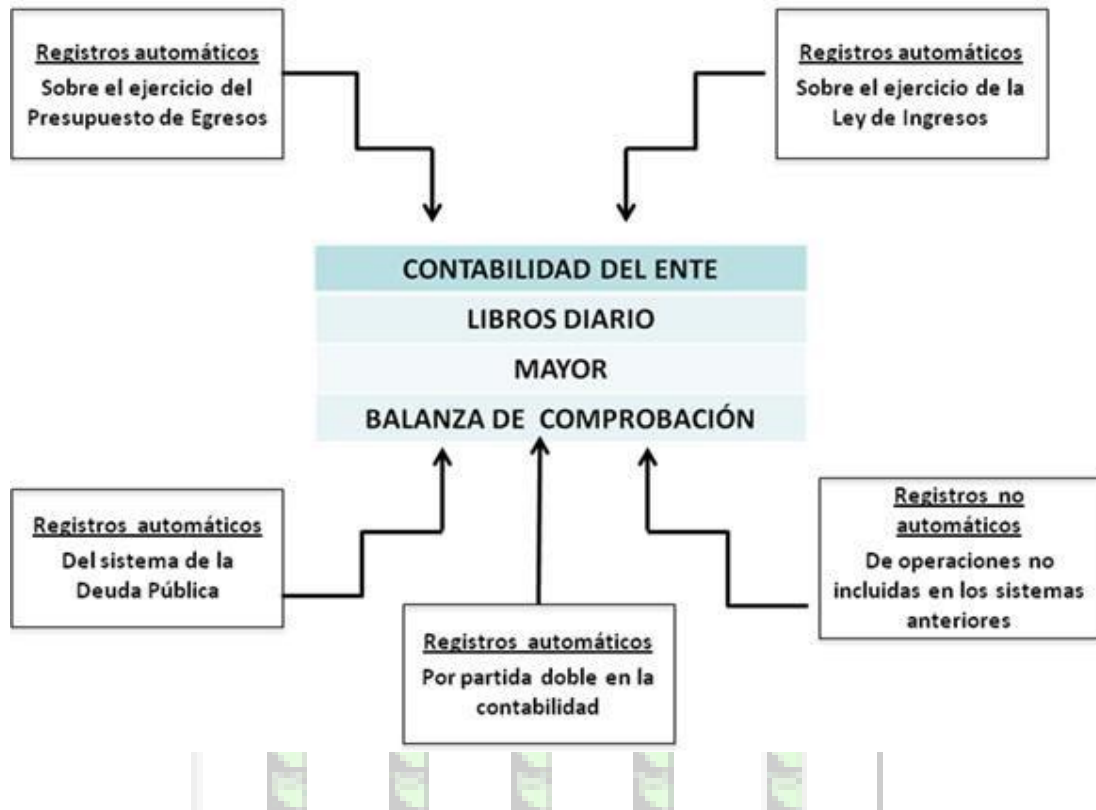 Registros automáticos
Sobre el ejercicio del
Presupuesto de Egresos
Registros automáticos
Sobre el ejercicio de la
Ley de Ingresos
CONTABILIDAD DEL ENTE
LIBROS DIARIO
MAYOR
BALANZA DE COMPROBACIÓN
Registros automáticos
Del sistema de la
Deuda Pública
Registros automáticos
Por partida doble en la
contabilidad
Registros no
automáticos
De operaciones no
incluidas en los sistemas
anteriores